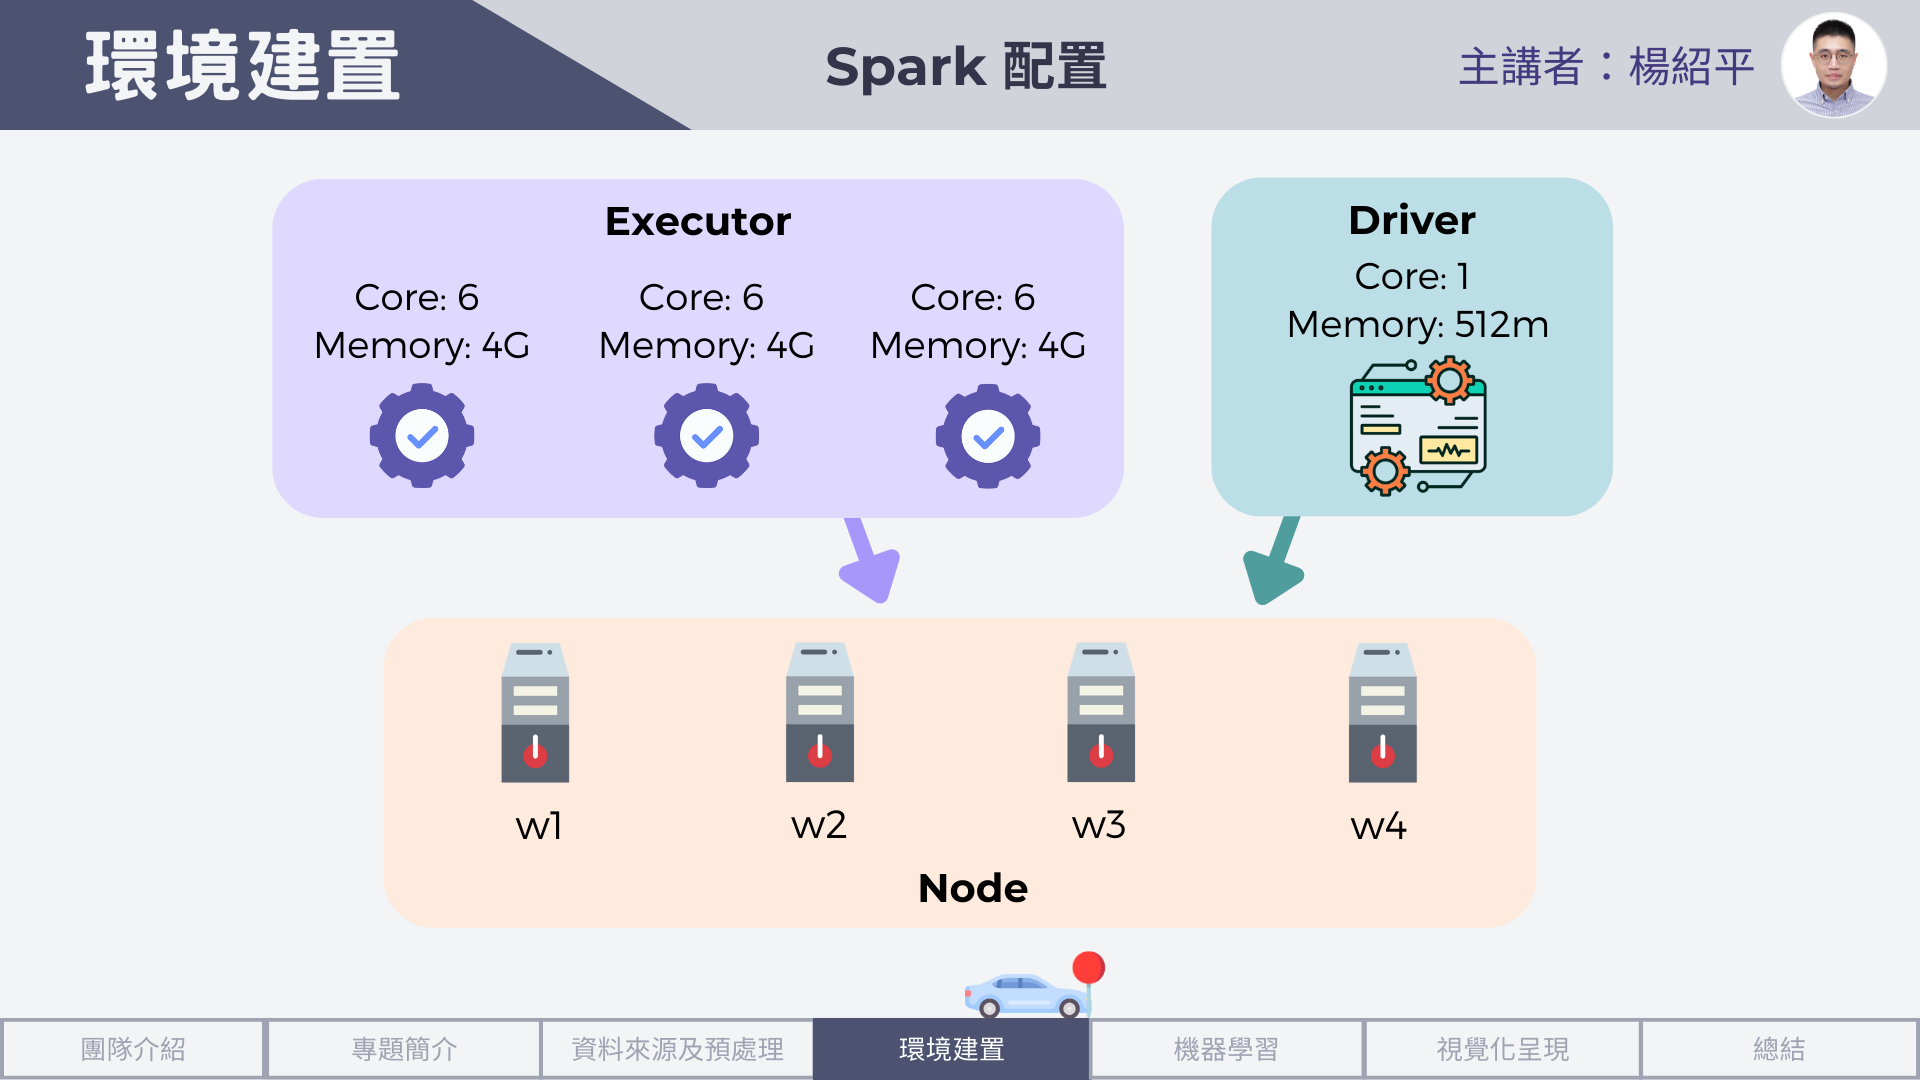 環境建置
Spark 配置
主講者：楊紹平
Executor
Core: 6
Memory: 4G
Core: 6
Memory: 4G
Core: 6
Memory: 4G
Driver
Core: 1
Memory: 512m
w1
w2
w3
w4
Node
團隊介紹
專題簡介
資料來源及預處理
環境建置
機器學習
視覺化呈現
總結